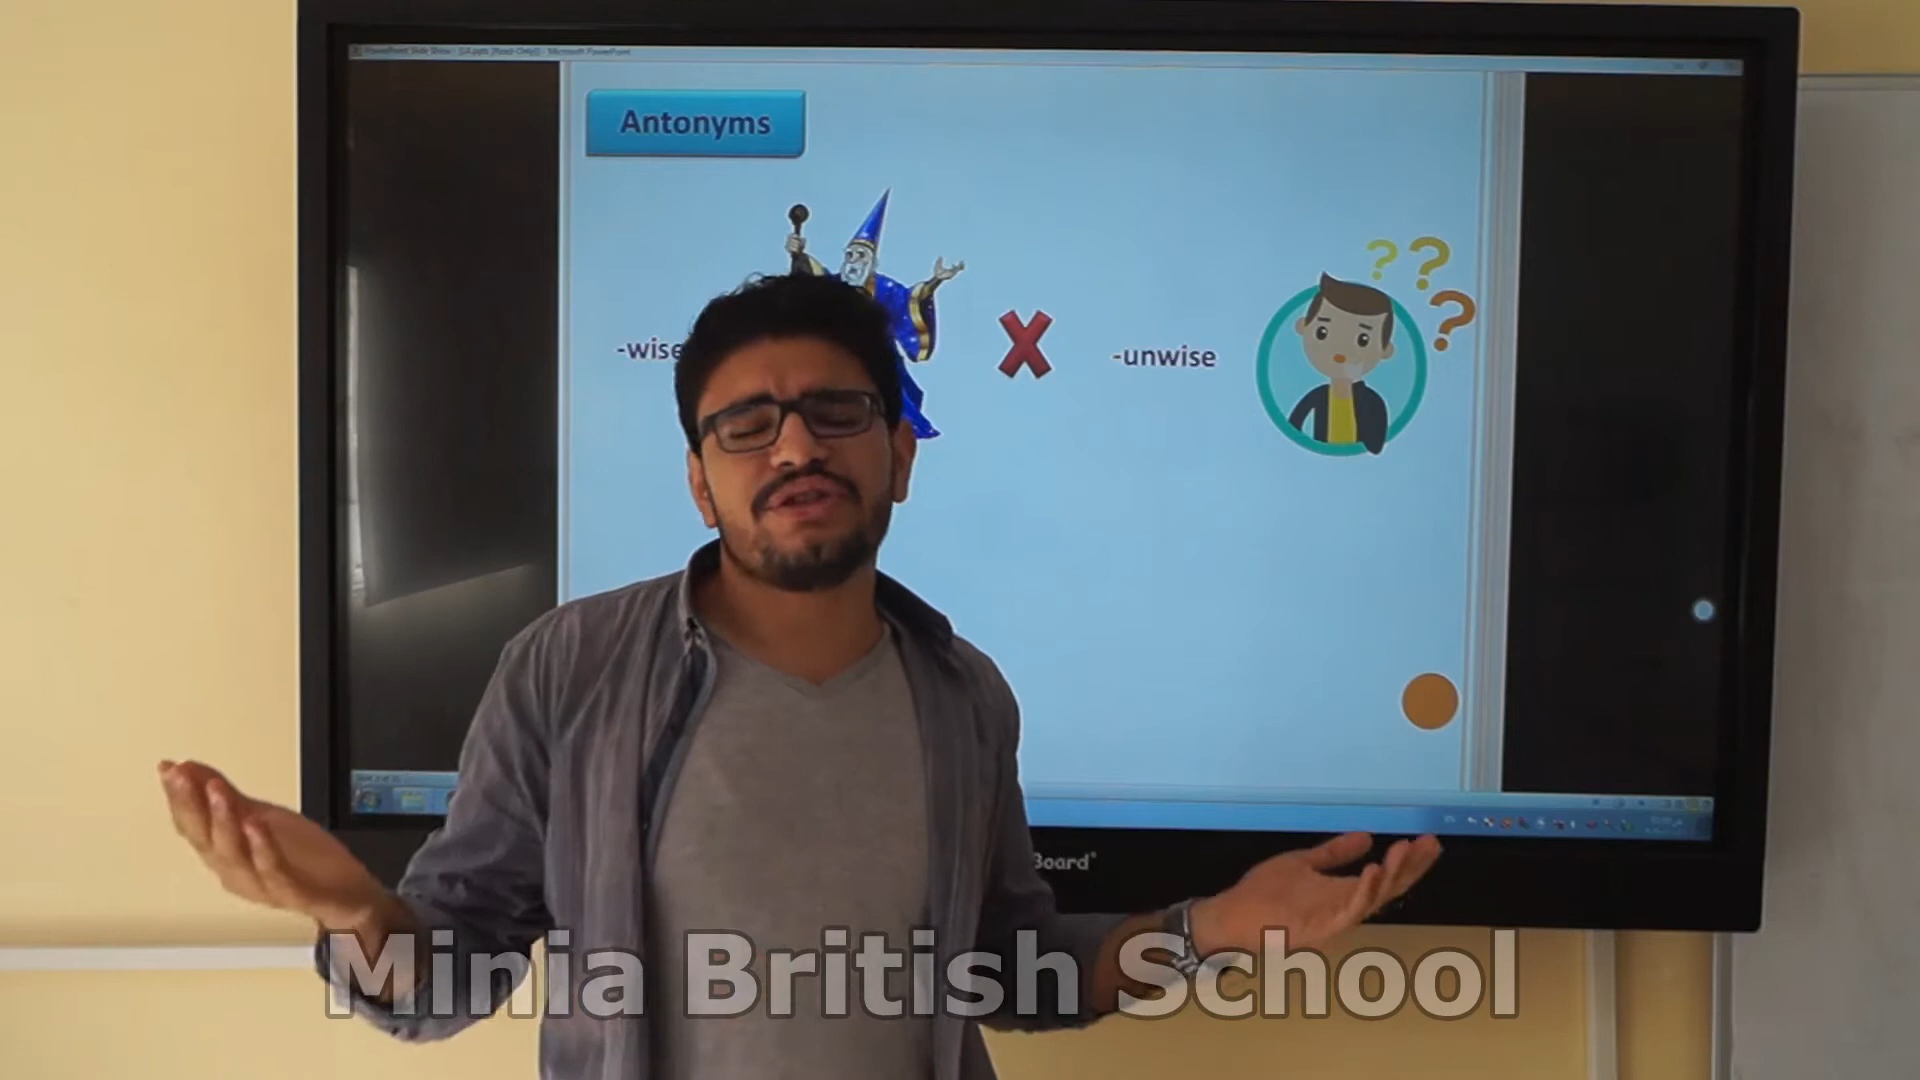 Antonyms
-wise
-unwise
Board
Minia British School